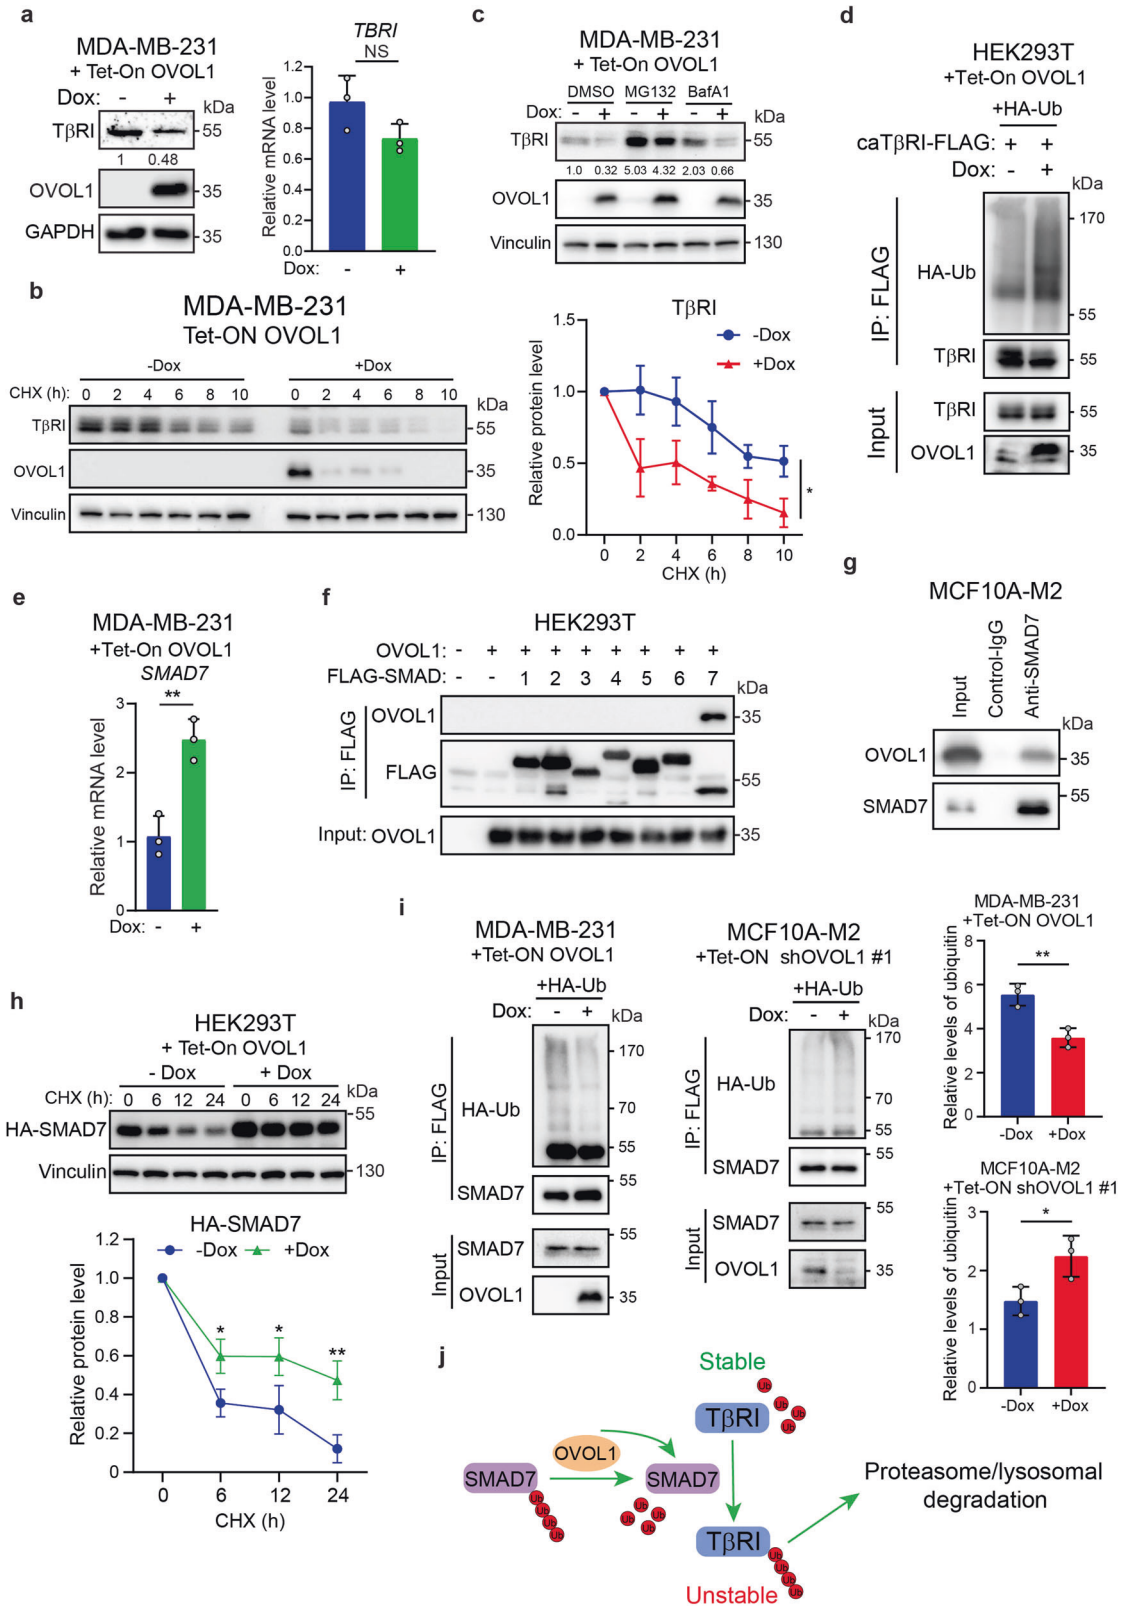 a
MDA-MB-231
+ Tet-On OVOL1
Dox: - + kDa
TβRI 55
1 0.48
OVOL1 35
GAPDH 35
TBRI
NS
Relative mRNA level
1.2
1.0
0.8
0.6
0.4
0.2
0.0
Dox: - +
b
MDA-MB-231
Tet-ON OVOL1
-Dox +Dox
CHX (h): 0 2 4 6 8 10 0 2 4 6 8 10 kDa
TβRI 55
OVOL1 35
Vinculin 130
TβRI
-Dox
+Dox
Relative protein level
1.5
1.0
0.5
0.0
*
0 2 4 6 8 10
CHX (h)
c
MDA-MB-231
+ Tet-On OVOL1
DMSO MG132 BafA1
Dox: - + - + - + kDa
TβRI 55
1.0 0.32 5.03 4.32 2.03 0.66
OVOL1 35
Vinculin 130
d
HEK293T
+Tet-On OVOL1
+HA-Ub
caTβRI-FLAG: + +
Dox: - +
kDa
IP: FLAG
HA-Ub
170
55
TβRI 55
Input
TβRI 55
OVOL1 35
e
MDA-MB-231
+Tet-On OVOL1
SMAD7
**
Relative mRNA level
3
2
1
0
Dox: - +
f
HEK293T
OVOL1: - + + + + + + + +
FLAG-SMAD: - - 1 2 3 4 5 6 7
kDa
IP: FLAG
OVOL1 35
FLAG 55
Input: OVOL1 35
g
MCF10A-M2
Input
Control-IgG
Anti-SMAD7
kDa
OVOL1 35
SMAD7 55
h
HEK293T
+ Tet-On OVOL1
- Dox + Dox
CHX (h): 0 6 12 24 0 6 12 24 kDa
HA-SMAD7 55
Vinculin 130
HA-SMAD7
-Dox +Dox
Relative protein level
1.2
1.0
0.8
0.6
0.4
0.2
0
* * **
0 6 12 24
CHX (h)
i
MDA-MB-231
+Tet-ON OVOL1
+HA-Ub
Dox: - + kDa
IP: FLAG
HA-Ub
170
70
55
SMAD7 55
Input
SMAD7 55
OVOL1 35
MCF10A-M2
+Tet-ON shOVOL1 #1
+HA-Ub
Dox: - + kDa
IP: FLAG
HA-Ub
170
70
55
SMAD7 55
Input
SMAD7 55
OVOL1 35
MDA-MB-231
+Tet-ON OVOL1
**
Relative levels of ubiquitin
8
6
4
2
0
-Dox +Dox
MCF10A-M2
+Tet-ON shOVOL1 #1
*
Relative levels of ubiquitin
3
2
1
0
-Dox +Dox
j
Stable
TβRI
Ub
Ub
Ub
Ub
OVOL1
SMAD7
Ub
Ub
Ub
Ub
SMAD7
Ub
Ub
Ub
Ub
TβRI
Ub
Ub
Ub
Ub
Unstable
Proteasome/lysosomal
degradation